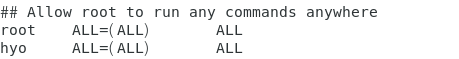 ## Allow root to run any commands anywhere
root    ALL=(ALL)       ALL
hyo     ALL=(ALL)       ALL